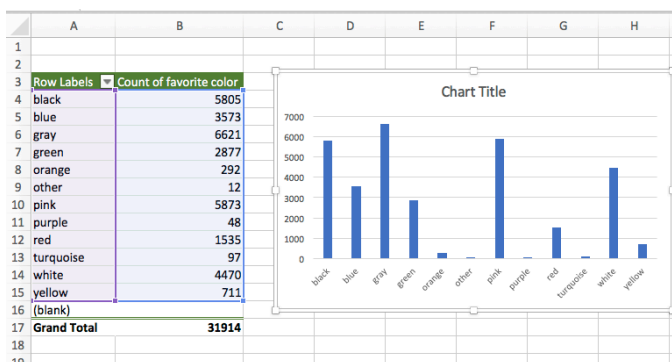 A B C D E F G H
1
2
3 Row Labels Count of favorite color
4 black 5805
5 blue 3573
6 gray 6621
7 green 2877
8 orange 292
9 other 12
10 pink 5873
11 purple 48
12 red 1535
13 turquoise 97
14 white 4470
15 yellow 711
16 (blank)
17 Grand Total 31914
18
19
Chart Title
7000
6000
5000
4000
3000
2000
1000
0
black blue gray green orange other pink purple red turquoise white yellow